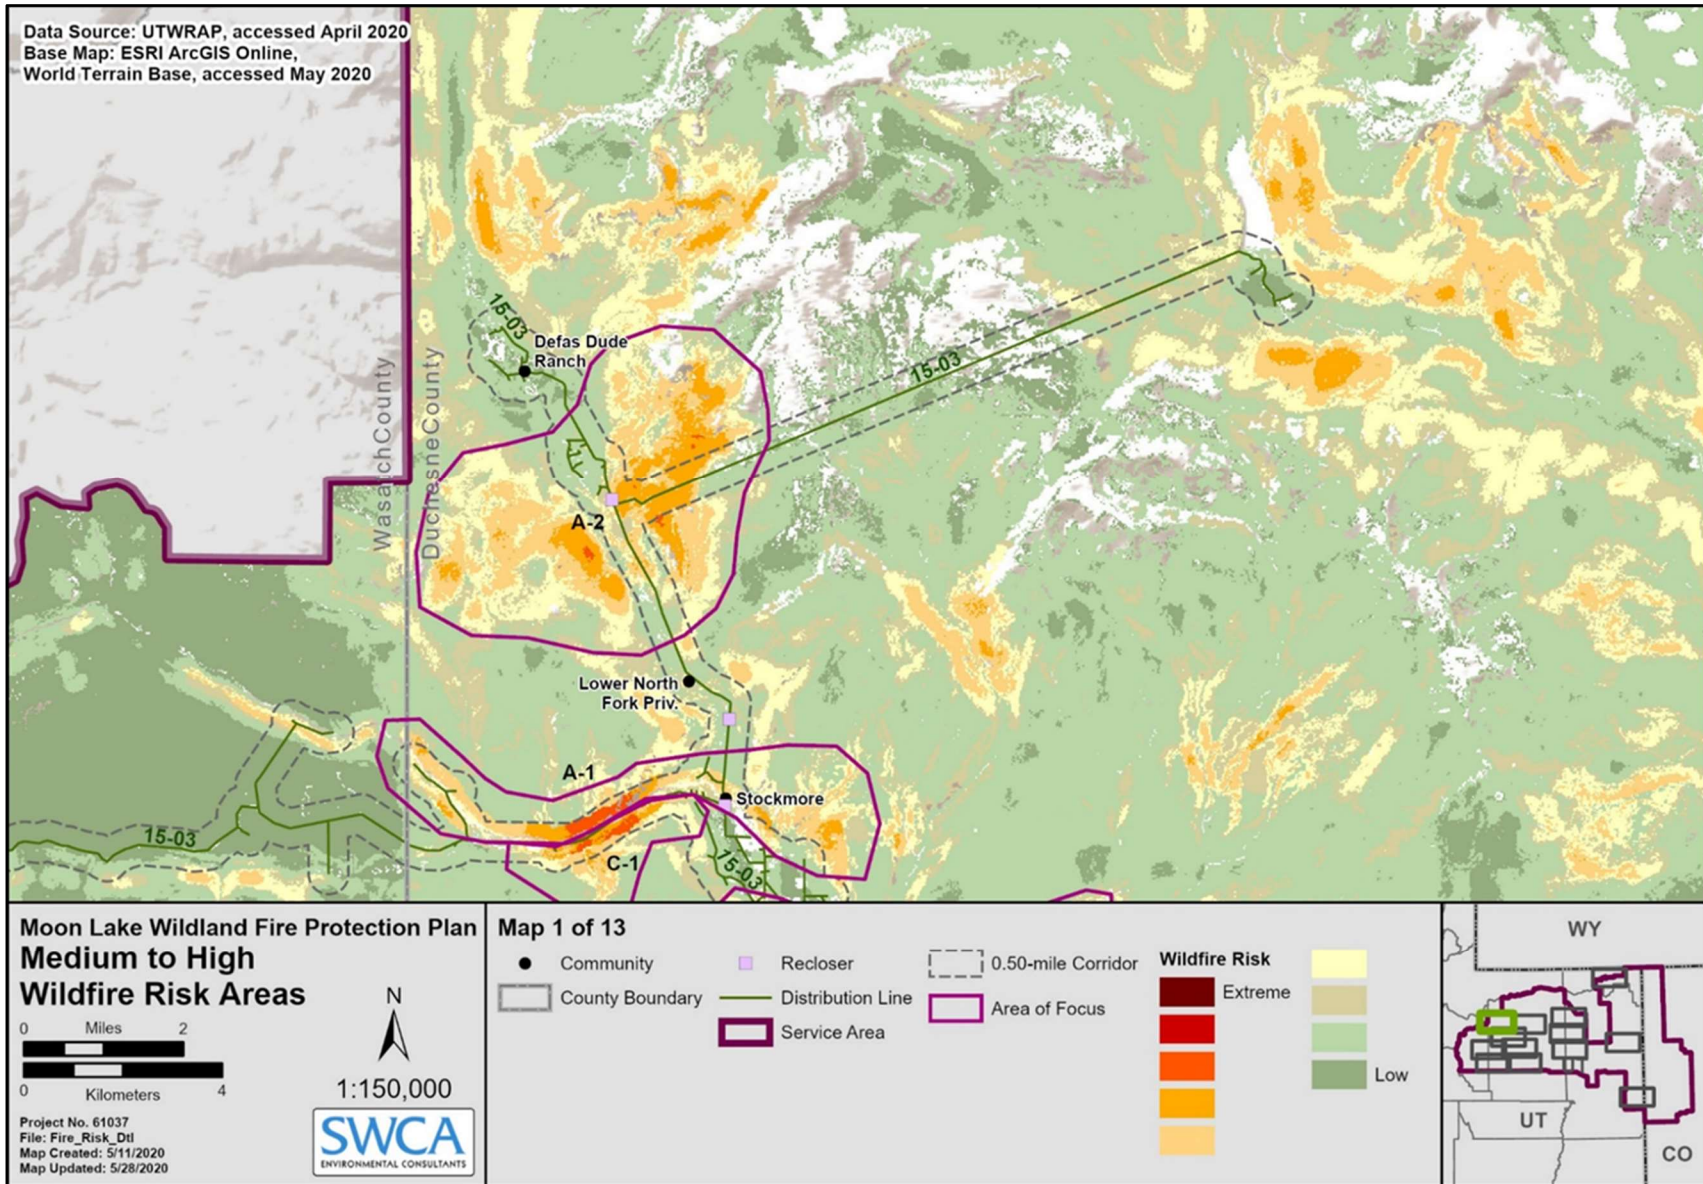 Data Source: UTWRAP, accessed April 2020
Base Map: ESRI ArcGIS Online,
World Terrain Base, accessed May 2020
15-03
Defas Dude
Ranch
15-03
WasatchCounty
DuchesneCounty
A-2
Lower North
Fork Priv.
A-1
Stockmore
15-03
C-1
15-03
Moon Lake Wildland Fire Protection Plan
Medium to High
Wildfire Risk Areas
0 Miles 2
0 Kilometers 4
N
1:150,000
Project No. 61037
File: Fire_Risk_Dtl
Map Created: 5/11/2020
Map Updated: 5/28/2020
SWCA
ENVIRONMENTAL CONSULTANTS
Map 1 of 13
Community
County Boundary
Recloser
Distribution Line
Service Area
0.50-mile Corridor
Area of Focus
Wildfire Risk
Extreme
Low
WY
UT
CO